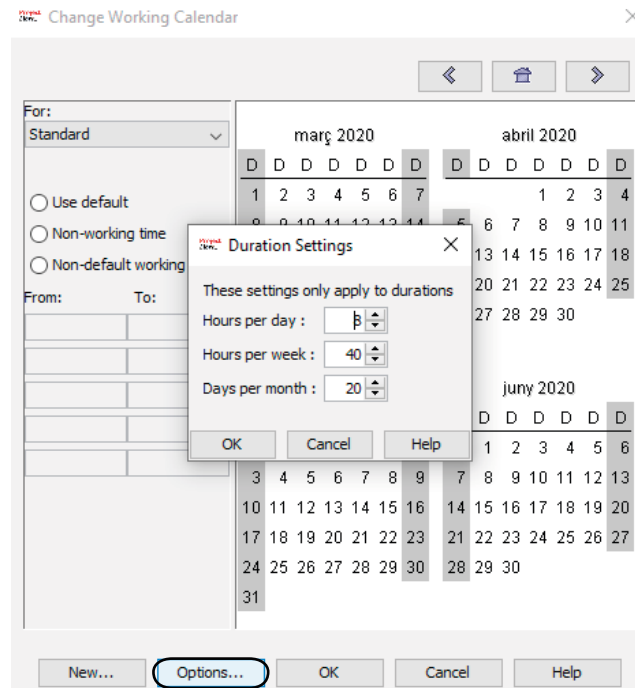 Change Working Calendar
For:
Standard
Use default
Non-working time
Non-default working
From: To:
març 2020
D D D D D D D
1 2 3 4 5 6 7
8 9 10 11 12 13 14
abril 2020
D D D D D D D
1 2 3 4
5 6 7 8 9 10 11
13 14 15 16 17 18
20 21 22 23 24 25
27 28 29 30
Duration Settings
These settings only apply to durations
Hours per day : 8
Hours per week : 40
Days per month : 20
OK Cancel Help
3 4 5 6 7 8 9
10 11 12 13 14 15 16
17 18 19 20 21 22 23
24 25 26 27 28 29 30
31
juny 2020
D D D D D D
1 2 3 4 5 6
7 8 9 10 11 12 13
14 15 16 17 18 19 20
21 22 23 24 25 26 27
28 29 30
New... Options... OK Cancel Help